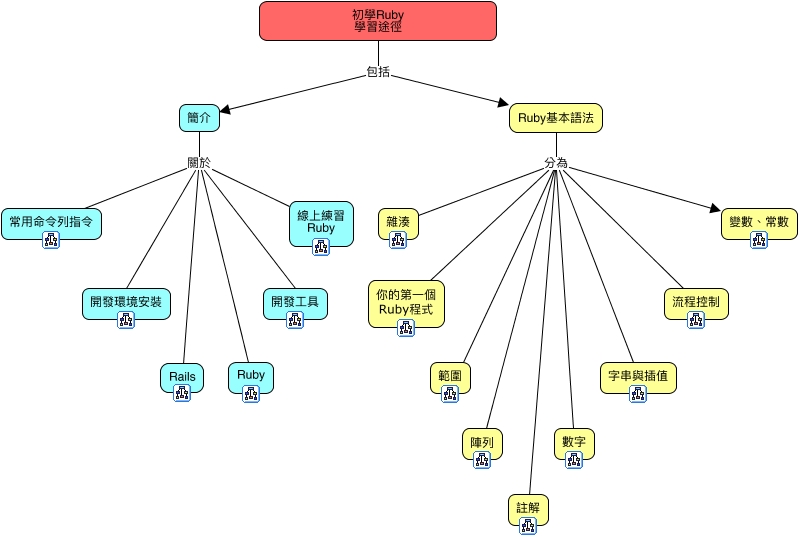 初學Ruby
學習途徑
包括
簡介
Ruby基本語法
關於
分為
常用命令列指令
線上練習
Ruby
雜湊
變數、常數
開發環境安裝
開發工具
你的第一個
Ruby程式
流程控制
Rails
Ruby
範圍
字串與插值
陣列
數字
註解